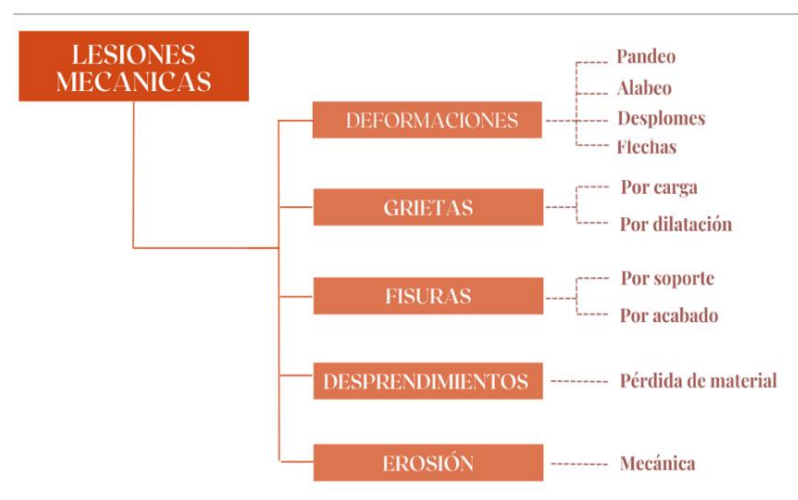 LESIONES
MECANICAS
DEFORMACIONES
Pandeo
Alabeo
Desplomes
Flechas
GRIETAS
Por carga
Por dilatación
FISURAS
Por soporte
Por acabado
DESPRENDIMIENTOS
Pérdida de material
EROSIÓN
Mecánica